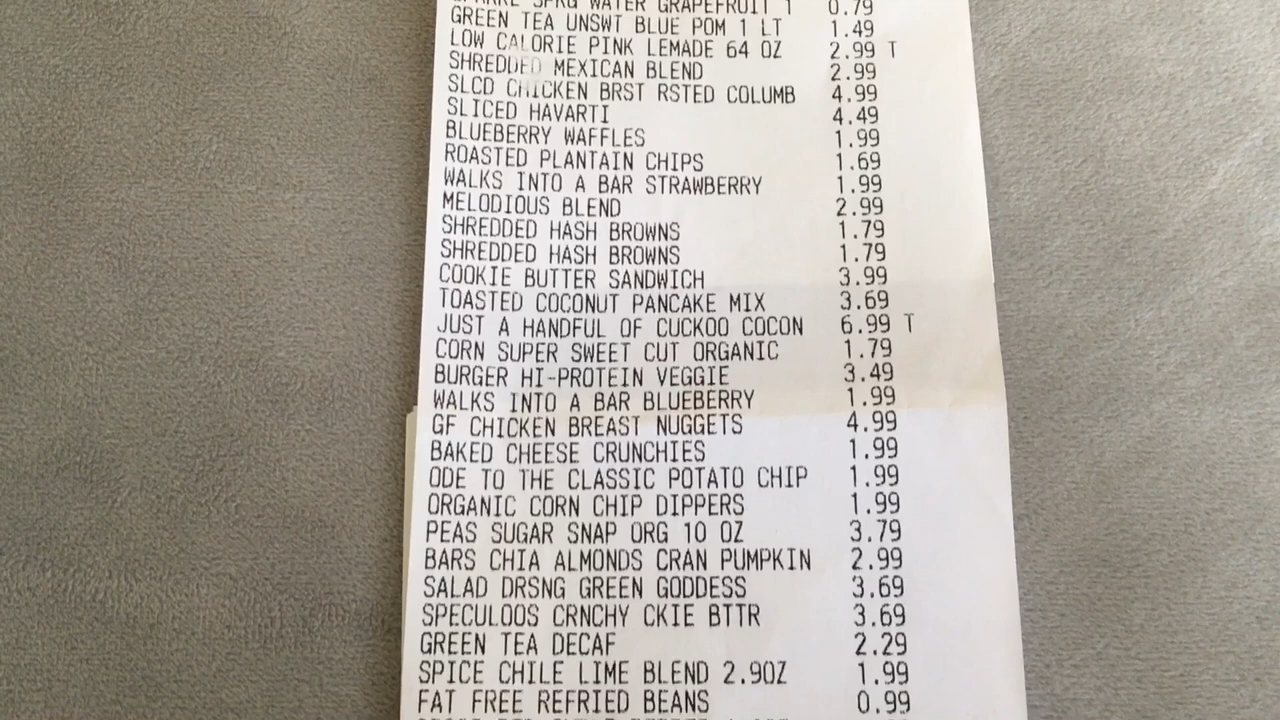 SPRG WATER GRAPEFRUIT 1 0.79
GREEN TEA UNSWT BLUE POM 1 LT 1.49
LOW CALORIE PINK LEMADE 64 OZ 2.99 T
SHREDDED MEXICAN BLEND 2.99
SLCD CHICKEN BRST RSTED COLUMB 4.99
SLICED HAVARTI 4.49
BLUEBERRY WAFFLES 1.99
ROASTED PLANTAIN CHIPS 1.69
WALKS INTO A BAR STRAWBERRY 1.99
MELODIOUS BLEND 2.99
SHREDDED HASH BROWNS 1.79
SHREDDED HASH BROWNS 1.79
COOKIE BUTTER SANDWICH 3.99
TOASTED COCONUT PANCAKE MIX 3.69
JUST A HANDFUL OF CUCKOO COCON 6.99 T
CORN SUPER SWEET CUT ORGANIC 1.79
BURGER HI-PROTEIN VEGGIE 3.49
WALKS INTO A BAR BLUEBERRY 1.99
GF CHICKEN BREAST NUGGETS 4.99
BAKED CHEESE CRUNCHIES 1.99
ODE TO THE CLASSIC POTATO CHIP 1.99
ORGANIC CORN CHIP DIPPERS 1.99
PEAS SUGAR SNAP ORG 10 OZ 3.79
BARS CHIA ALMONDS CRAN PUMPKIN 2.99
SALAD DRSNG GREEN GODDESS 3.69
SPECULOOS CRNCHY CKIE BTTR 3.69
GREEN TEA DECAF 2.29
SPICE CHILE LIME BLEND 2.9OZ 1.99
FAT FREE REFRIED BEANS 0.99